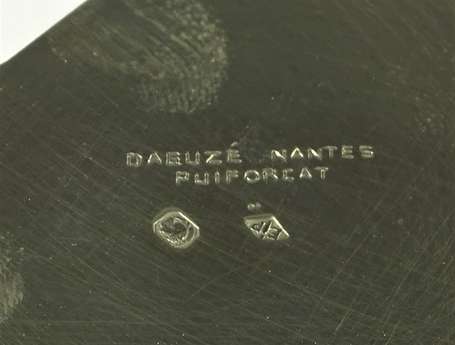 DABUZÉ NANTES
PUIFORCAT